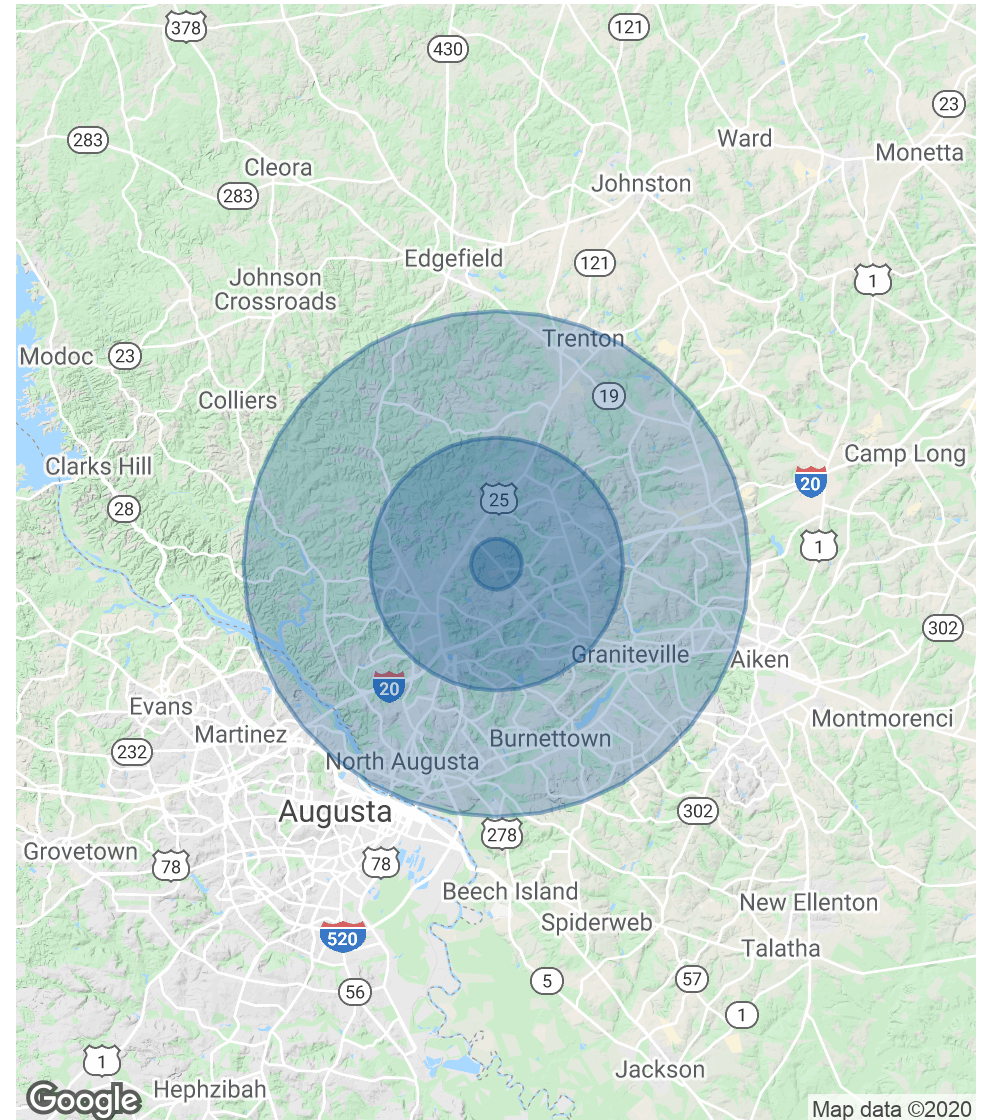 378
121
430
23
283
Ward
Monetta
Cleora
Johnston
283
Edgefield
121
Johnson
Crossroads
1
Trenton
Modoc
23
19
Colliers
Camp Long
Clarks Hill
20
25
28
1
302
Graniteville
Aiken
20
Evans
Montmorenci
Martinez
Burnettown
232
North Augusta
Augusta
302
278
Grovetown
78
78
Beech Island
New Ellenton
Spiderweb
520
Talatha
5
57
56
1
1
Jackson
Hephzibah
Google
Map data ©2020